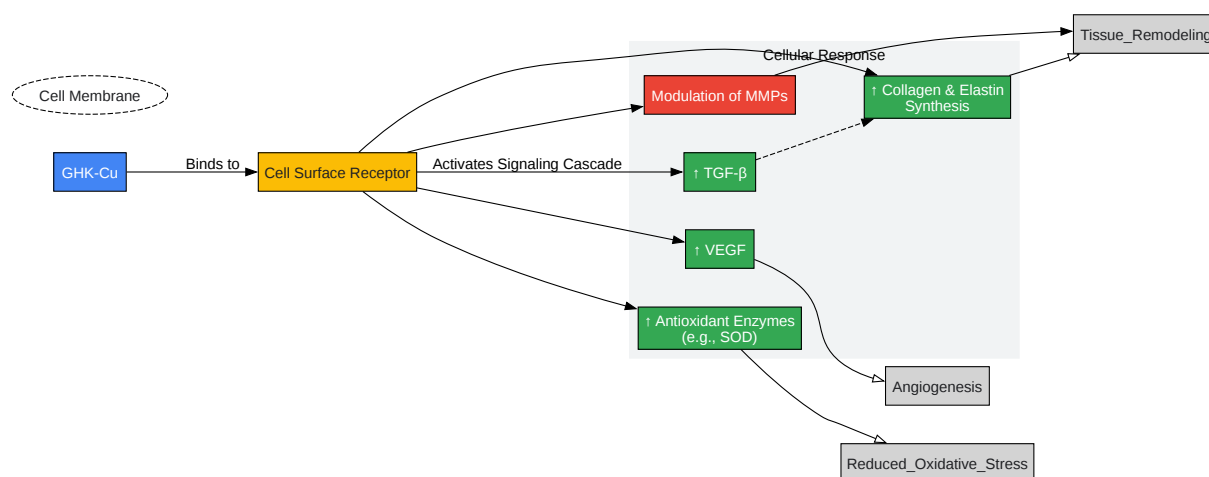 Tissue_Remodeling
Cellular Response
Cell Membrane
Modulation of MMPs
↑ Collagen & Elastin
Synthesis
GHK-Cu
Binds to
Cell Surface Receptor
Activates Signaling Cascade
↑ TGF-β
↑ VEGF
↑ Antioxidant Enzymes
(e.g., SOD)
Angiogenesis
Reduced_Oxidative_Stress